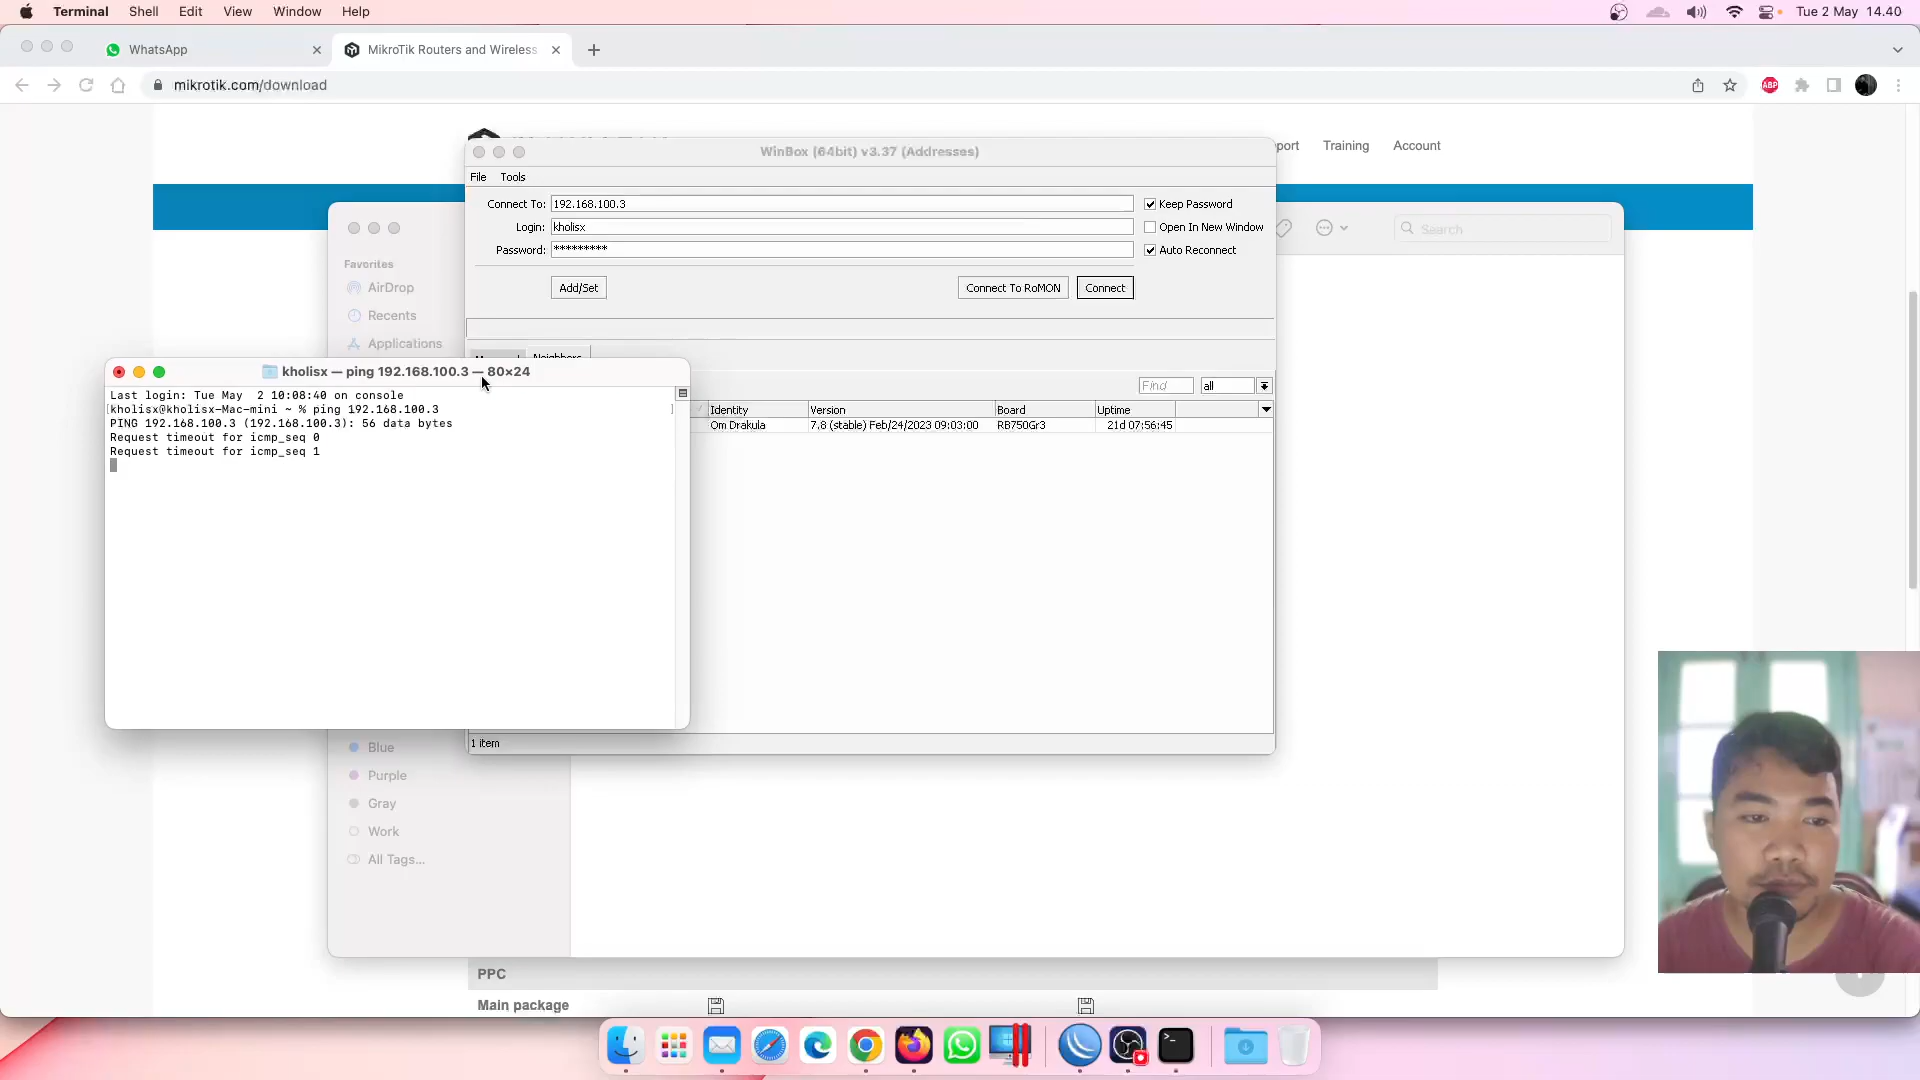 Terminal Shell Edit View Window Help Tue 2 May 14.40
WhatsApp MikroTik Routers and Wireless
mikrotik.com/download ABP
port Training Account
WinBox (64bit) v3.37 (Addresses)
File Tools
Connect To: 192.168.100.3 Keep Password
Login: kholisx Open In New Window
Password: ********* Auto Reconnect
Add/Set Connect To RoMON Connect
Search
Favorites
AirDrop
Recents
Applications
Neighbors
Find all
Identity Version Board Uptime
Om Drakula 7.8 (stable) Feb/24/2023 09:03:00 RB750Gr3 21d 07:56:45
1 item
kholisx — ping 192.168.100.3 — 80×24
Last login: Tue May 2 10:08:40 on console
[kholisx@kholisx-Mac-mini ~ % ping 192.168.100.3 ]
PING 192.168.100.3 (192.168.100.3): 56 data bytes
Request timeout for icmp_seq 0
Request timeout for icmp_seq 1
Blue
Purple
Gray
Work
All Tags...
PPC
Main package